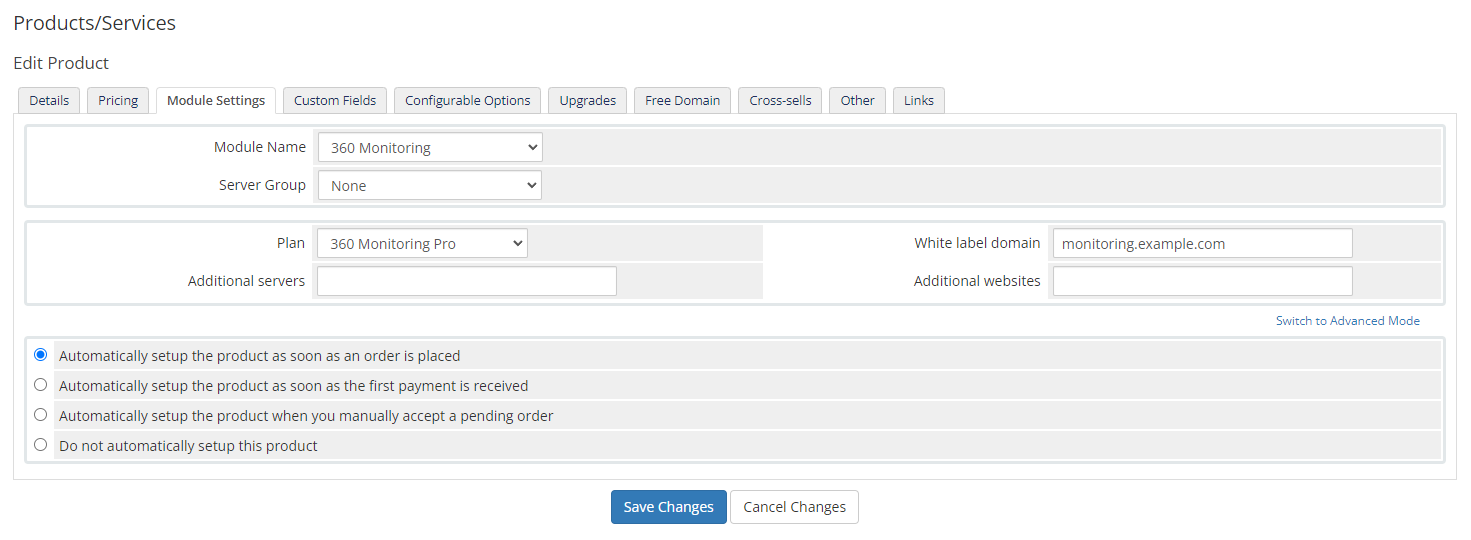 Products/Services
Edit Product
Details Pricing Module Settings Custom Fields Configurable Options Upgrades Free Domain Cross-sells Other Links
Module Name 360 Monitoring
Server Group None
Plan 360 Monitoring Pro White label domain monitoring.example.com
Additional servers Additional websites
Switch to Advanced Mode
Automatically setup the product as soon as an order is placed
Automatically setup the product as soon as the first payment is received
Automatically setup the product when you manually accept a pending order
Do not automatically setup this product
Save Changes Cancel Changes